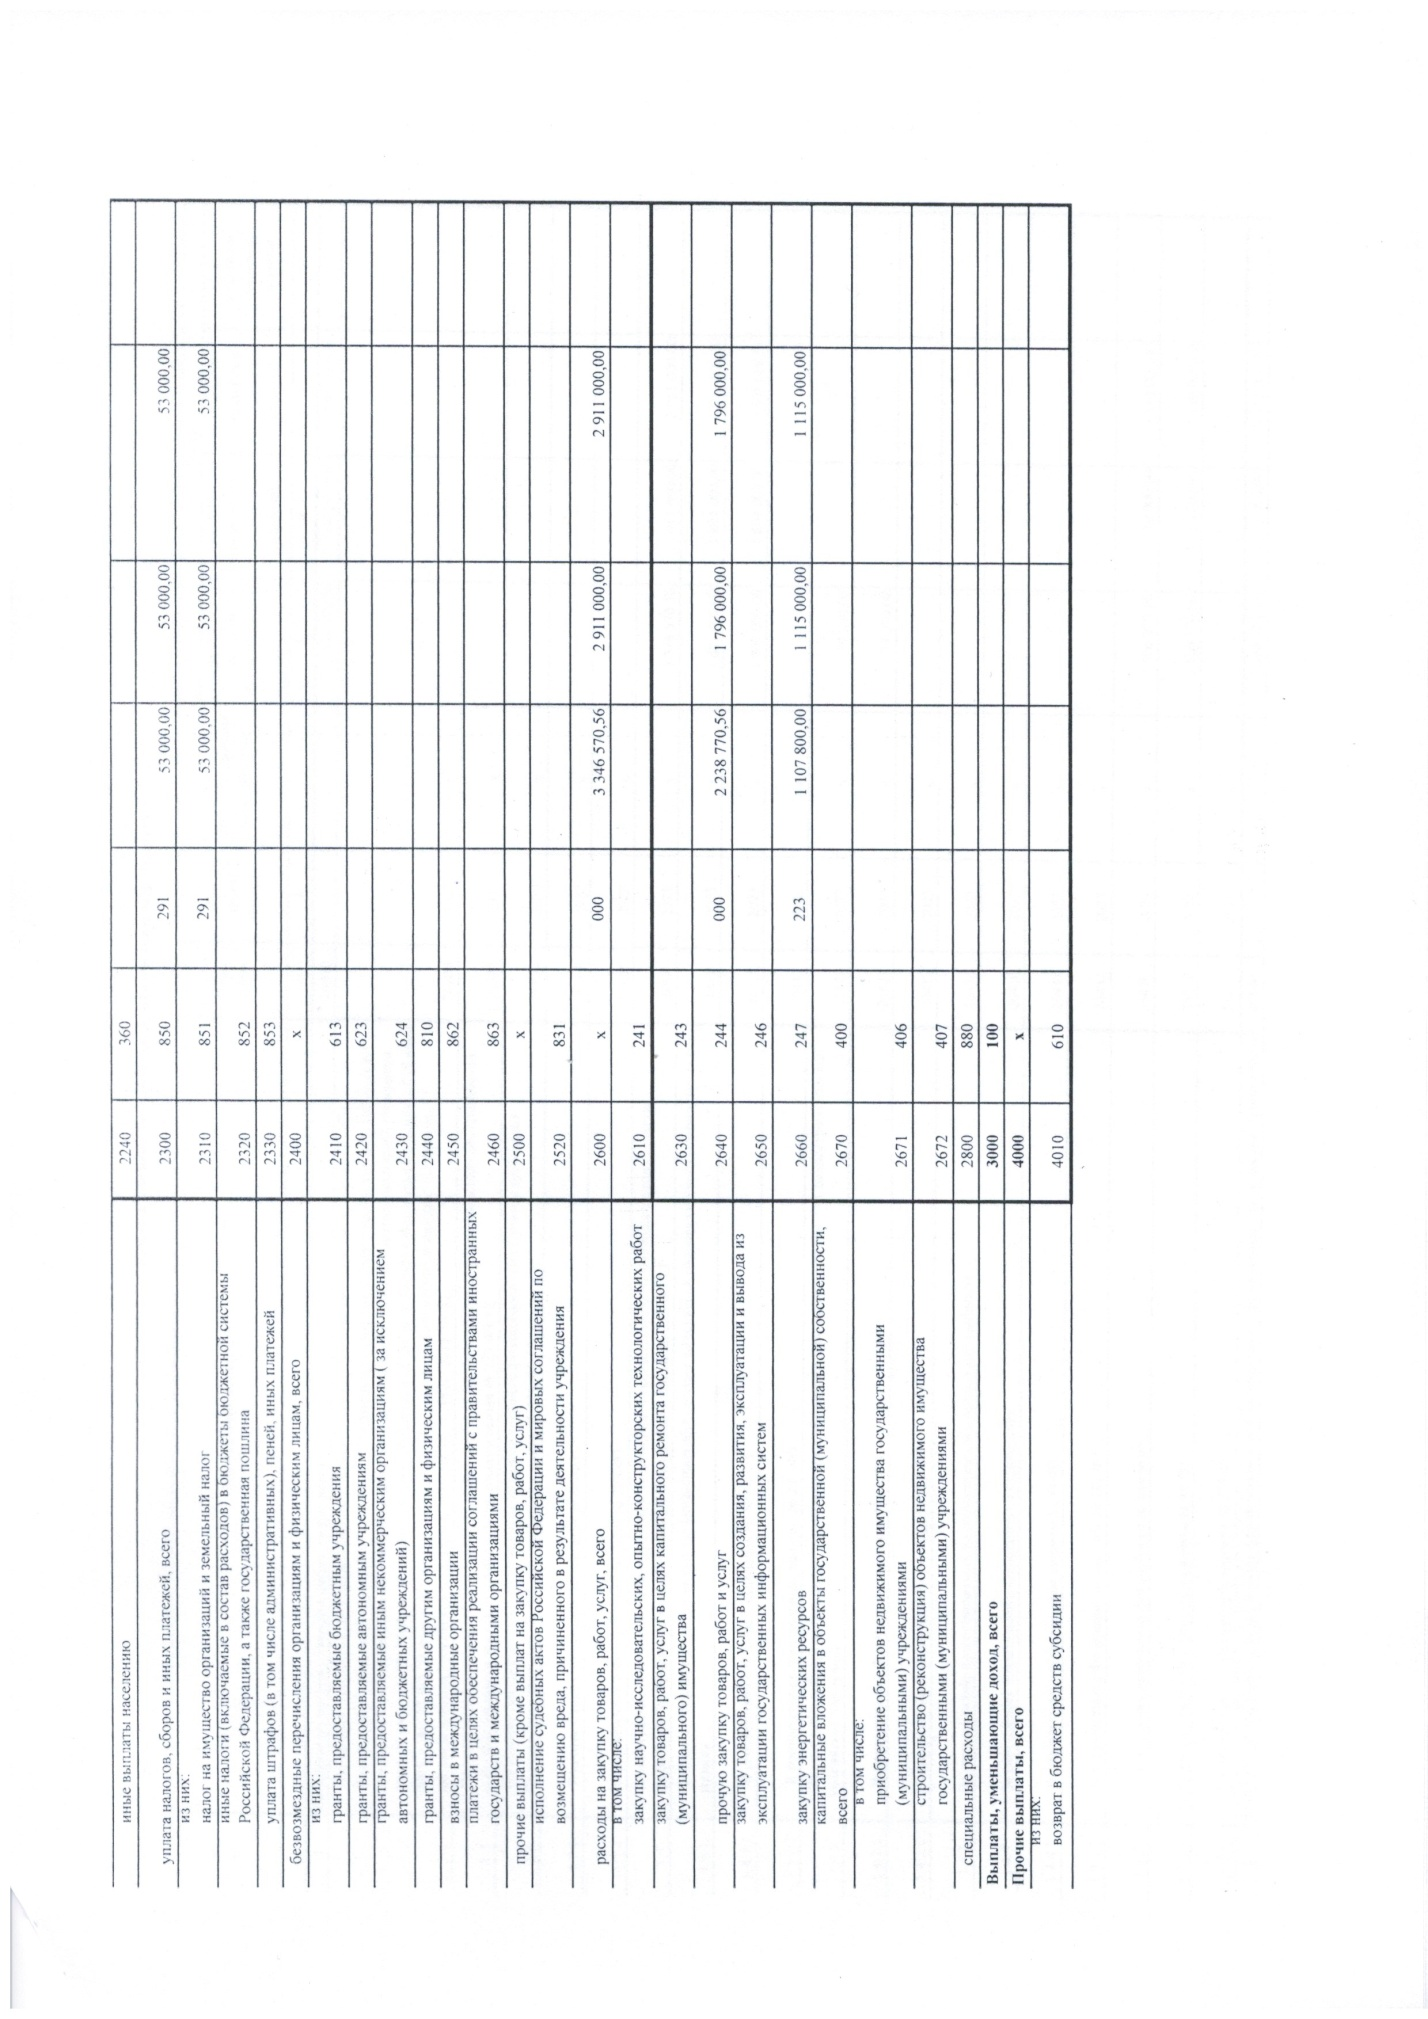 иные выплаты населению 2240 360
уплата налогов, сборов и иных платежей, всего 2300 850 291 53 000,00 53 000,00 53 000,00
из них:
налог на имущество организаций и земельный налог 2310 851 291 53 000,00 53 000,00 53 000,00
иные налоги (включаемые в состав расходов) в бюджеты бюджетной системы
Российской Федерации, а также государственная пошлина 2320 852
уплата штрафов (в том числе административных), пеней, иных платежей 2330 853
безвозмездные перечисления организациям и физическим лицам, всего 2400 х
из них:
гранты, предоставляемые бюджетным учреждения 2410 613
гранты, предоставляемые автономным учреждениям 2420 623
гранты, предоставляемые иным некоммерческим организациям ( за исключением
автономных и бюджетных учреждений) 2430 624
гранты, предоставляемые другим организациям и физическим лицам 2440 810
взносы в международные организации 2450 862
платежи в целях обеспечения реализации соглашений с правительствами иностранных
государств и международными организациями 2460 863
прочие выплаты (кроме выплат на закупку товаров, работ, услуг) 2500 х
исполнение судебных актов Российской Федерации и мировых соглашений по
возмещению вреда, причиненного в результате деятельности учреждения 2520 831
расходы на закупку товаров, работ, услуг, всего 2600 х 000 3 346 570,56 2 911 000,00 2 911 000,00
в том числе:
закупку научно-исследовательских, опытно-конструкторских технологических работ 2610 241
закупку товаров, работ, услуг в целях капитального ремонта государственного
(муниципального) имущества 2630 243
прочую закупку товаров, работ и услуг 2640 244 000 2 238 770,56 1 796 000,00 1 796 000,00
закупку товаров, работ, услуг в целях создания, развития, эксплуатации и вывода из
эксплуатации государственных информационных систем 2650 246
закупку энергетических ресурсов 2660 247 223 1 107 800,00 1 115 000,00 1 115 000,00
капитальные вложения в объекты государственной (муниципальной) собственности,
всего 2670 400
в том числе:
приобретение объектов недвижимого имущества государственными
(муниципальными) учреждениями 2671 406
строительство (реконструкция) объектов недвижимого имущества
государственными (муниципальными) учреждениями 2672 407
специальные расходы 2800 880
Выплаты, уменьшающие доход, всего 3000 100
Прочие выплаты, всего 4000 х
из них:
возврат в бюджет средств субсидии 4010 610